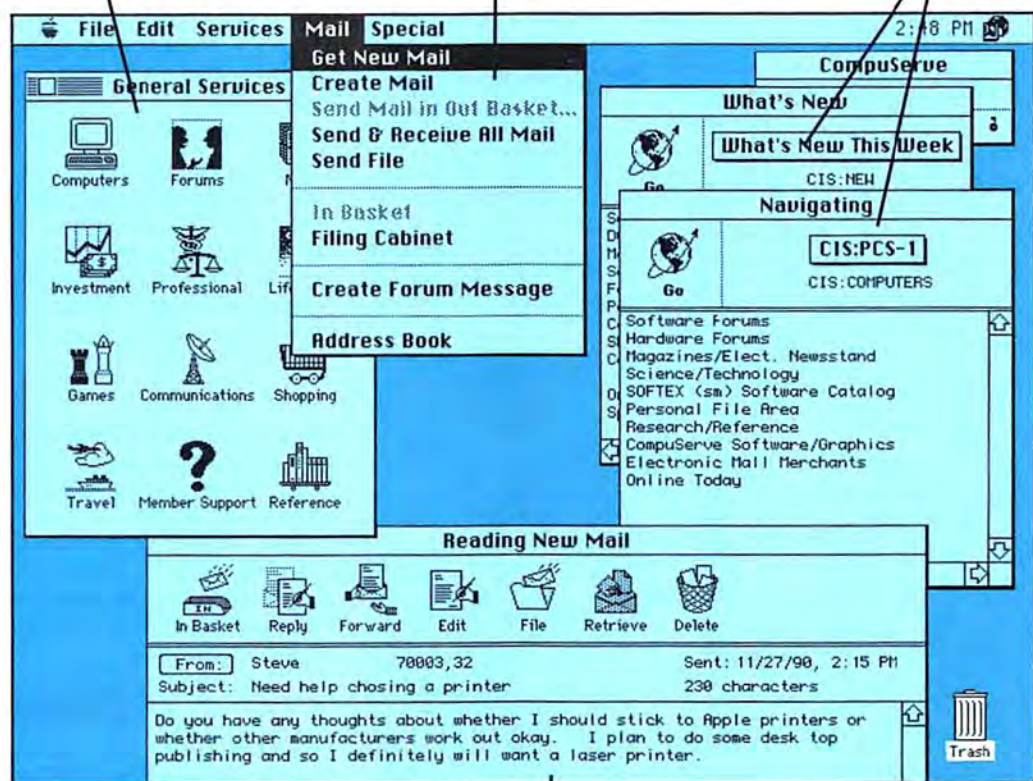 File Edit Services Mail Special 2:48 PM
Get New Mail
Create Mail
Send Mail in Out Basket...
Send & Receive All Mail
Send File
In Basket
Filing Cabinet
Create Forum Message
Address Book
General Services
Computers Forums
Investment Professional
Games Communications Shopping
Travel Member Support Reference
CompuServe
What's New
What's New This Week
Go CIS:NEW
Navigating
CIS:PCS-1
Go CIS:COMPUTERS
Software Forums
Hardware Forums
Magazines/Elect. Newsstand
Science/Technology
SOFTEX (sm) Software Catalog
Personal File Area
Research/Reference
CompuServe Software/Graphics
Electronic Mall Merchants
Online Today
Reading New Mail
IN
In Basket Reply Forward Edit File Retrieve Delete
From: Steve 70003,32 Sent: 11/27/90, 2:15 PM
Subject: Need help chosing a printer 230 characters
Do you have any thoughts about whether I should stick to Apple printers or
whether other manufacturers work out okay. I plan to do some desk top
publishing and so I definitely will want a laser printer.
Trash